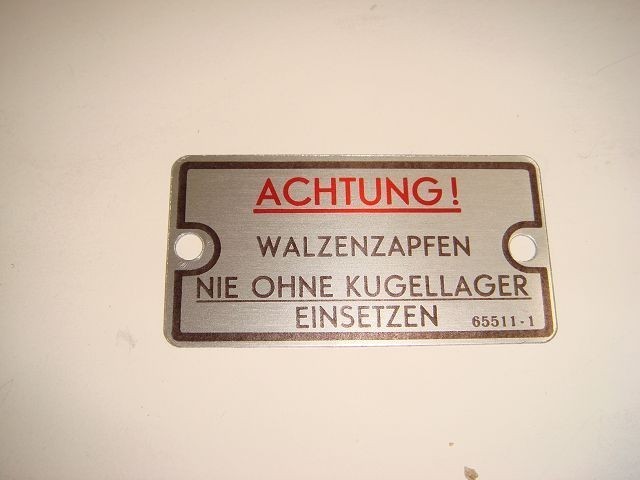 ACHTUNG!
WALZENZAPFEN
NIE OHNE KUGELLAGER
EINSETZEN
65511-1